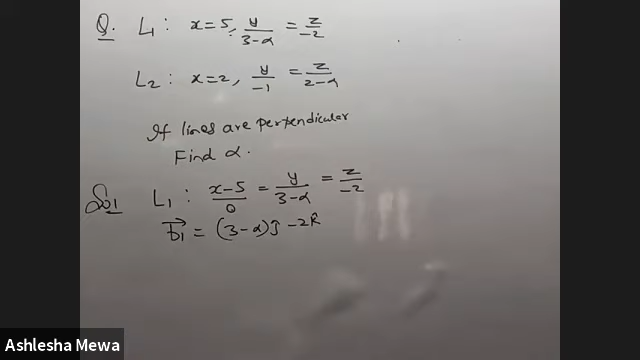 Q. L₁ : x=5, y/(3-α) = z/-2
L₂ : x=2, y/-1 = z/(2-α)
If lines are perpendicular
Find α.
Sol L₁ : (x-5)/0 = y/(3-α) = z/-2
b₁⃗ = (3-α)ĵ -2k̂
Ashlesha Mewa